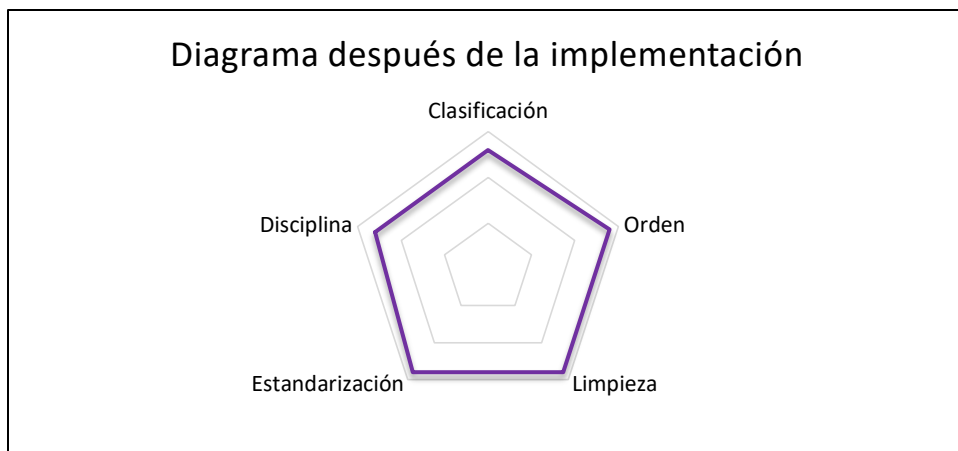 Diagrama después de la implementación
Clasificación
Orden
Limpieza
Estandarización
Disciplina